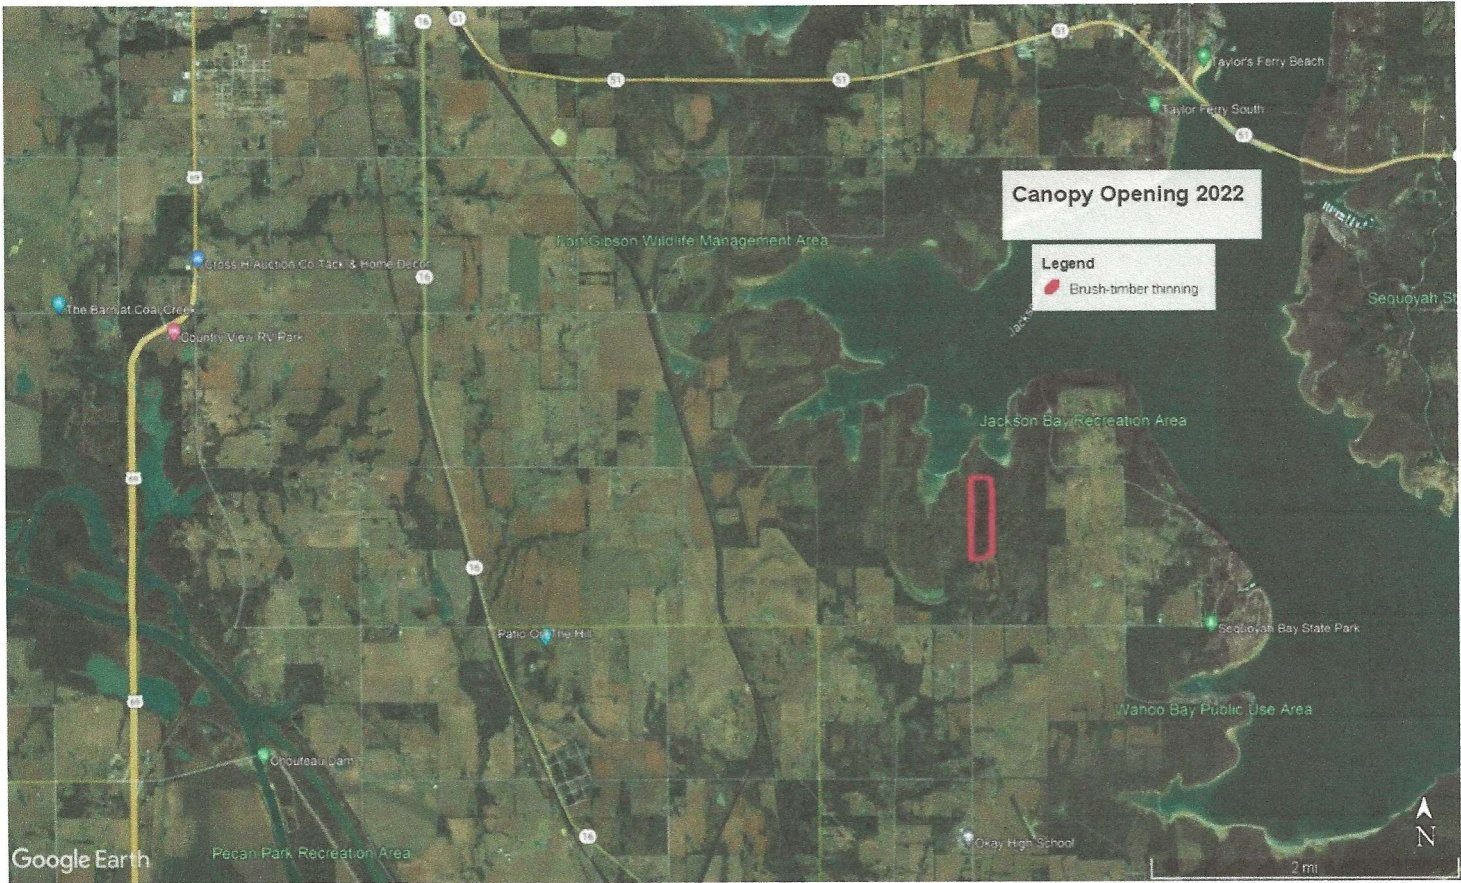 16
51
51
51
51
Taylor's Ferry Beach
Taylor Ferry South
51
69
Canopy Opening 2022
Fort Gibson Wildlife Management Area
Cross H Auction Co Tack & Home Decor
16
Legend
Brush-timber thinning
The Barn at Coal Creek
Sequoyah St
Country View RV Park
Jackso
Jackson Bay Recreation Area
69
16
Patio On The Hill
Sequoyah Bay State Park
69
Wahoo Bay Public Use Area
Chouteau Dam
16
Okay High School
N
Google Earth
Pecan Park Recreation Area
2 mi